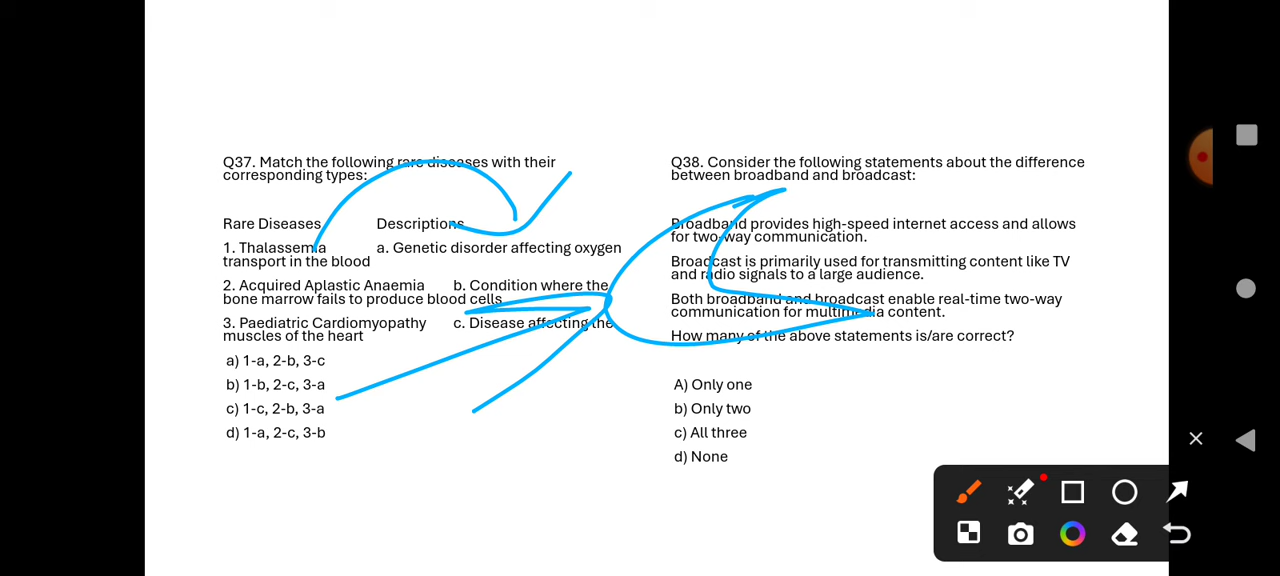 Q37. Match the following rare diseases with their
corresponding types:
Rare Diseases Descriptions
1. Thalassemia a. Genetic disorder affecting oxygen
transport in the blood
2. Acquired Aplastic Anaemia b. Condition where the
bone marrow fails to produce blood cells
3. Paediatric Cardiomyopathy c. Disease affecting the
muscles of the heart
a) 1-a, 2-b, 3-c
b) 1-b, 2-c, 3-a
c) 1-c, 2-b, 3-a
d) 1-a, 2-c, 3-b
Q38. Consider the following statements about the difference
between broadband and broadcast:
Broadband provides high-speed internet access and allows
for two-way communication.
Broadcast is primarily used for transmitting content like TV
and radio signals to a large audience.
Both broadband and broadcast enable real-time two-way
communication for multimedia content.
How many of the above statements is/are correct?
A) Only one
b) Only two
c) All three
d) None